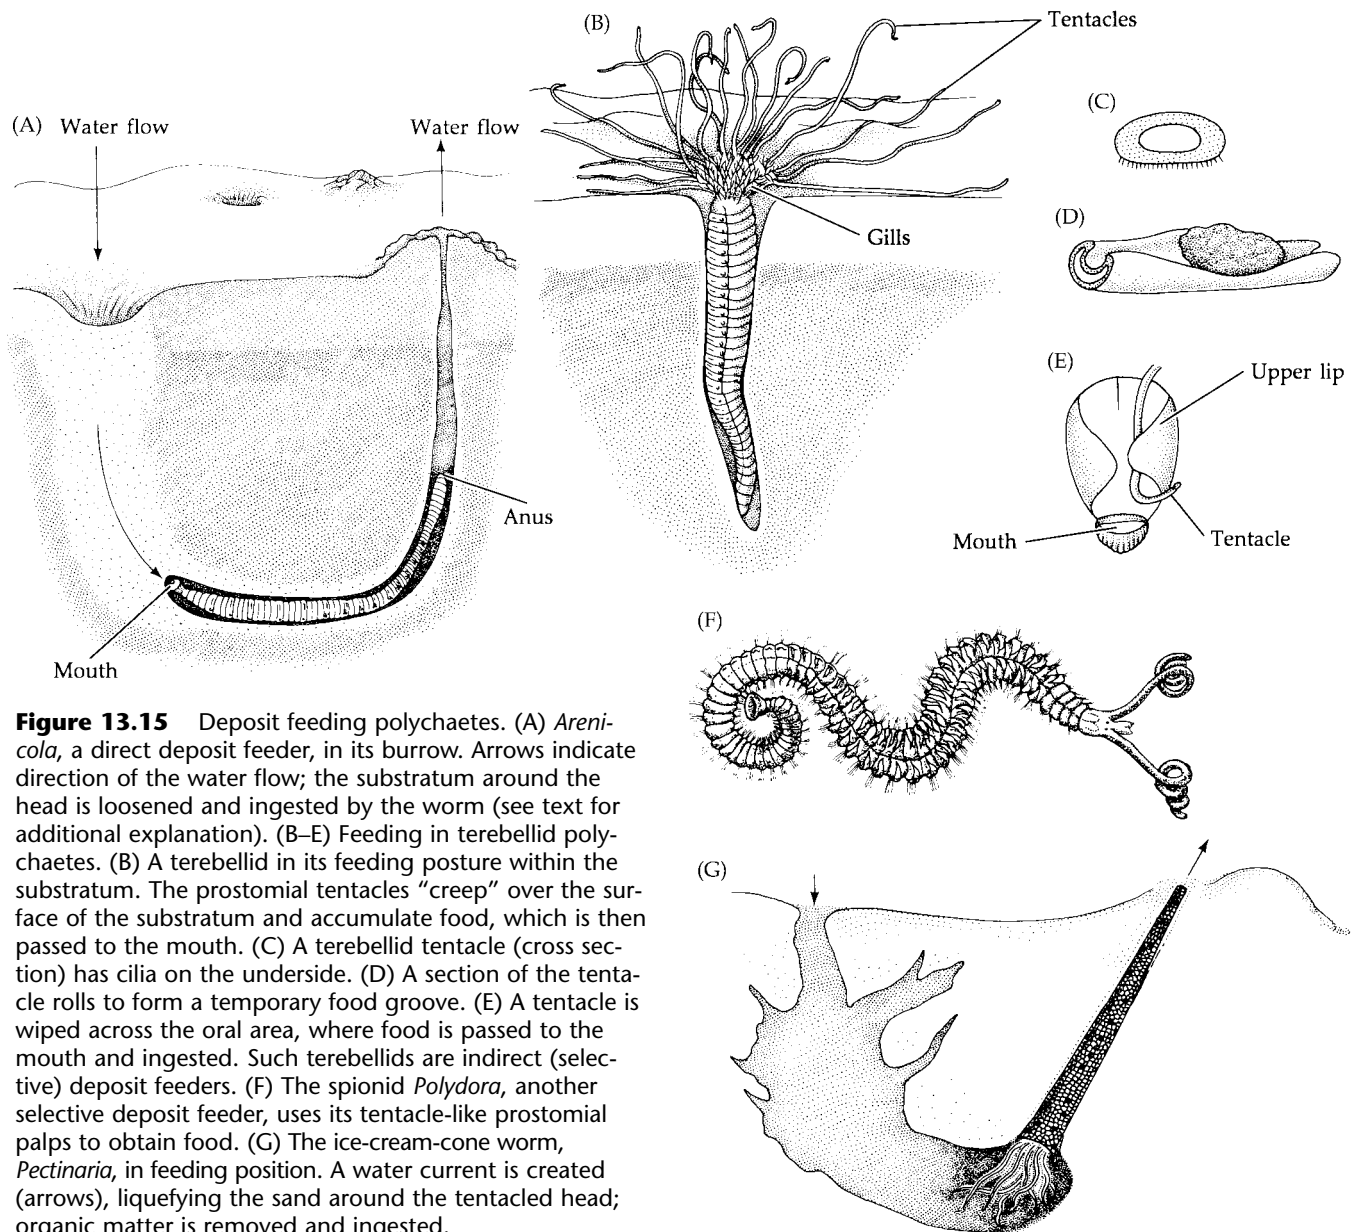 (A) Water flow
Water flow
Mouth
Anus
(B)
Tentacles
Gills
(C)
(D)
(E)
Upper lip
Mouth
Tentacle
(F)
(G)
Figure 13.15 Deposit feeding polychaetes. (A) Areni-
cola, a direct deposit feeder, in its burrow. Arrows indicate
direction of the water flow; the substratum around the
head is loosened and ingested by the worm (see text for
additional explanation). (B–E) Feeding in terebellid poly-
chaetes. (B) A terebellid in its feeding posture within the
substratum. The prostomial tentacles “creep” over the sur-
face of the substratum and accumulate food, which is then
passed to the mouth. (C) A terebellid tentacle (cross sec-
tion) has cilia on the underside. (D) A section of the tenta-
cle rolls to form a temporary food groove. (E) A tentacle is
wiped across the oral area, where food is passed to the
mouth and ingested. Such terebellids are indirect (selec-
tive) deposit feeders. (F) The spionid Polydora, another
selective deposit feeder, uses its tentacle-like prostomial
palps to obtain food. (G) The ice-cream-cone worm,
Pectinaria, in feeding position. A water current is created
(arrows), liquefying the sand around the tentacled head;
organic matter is removed and ingested.